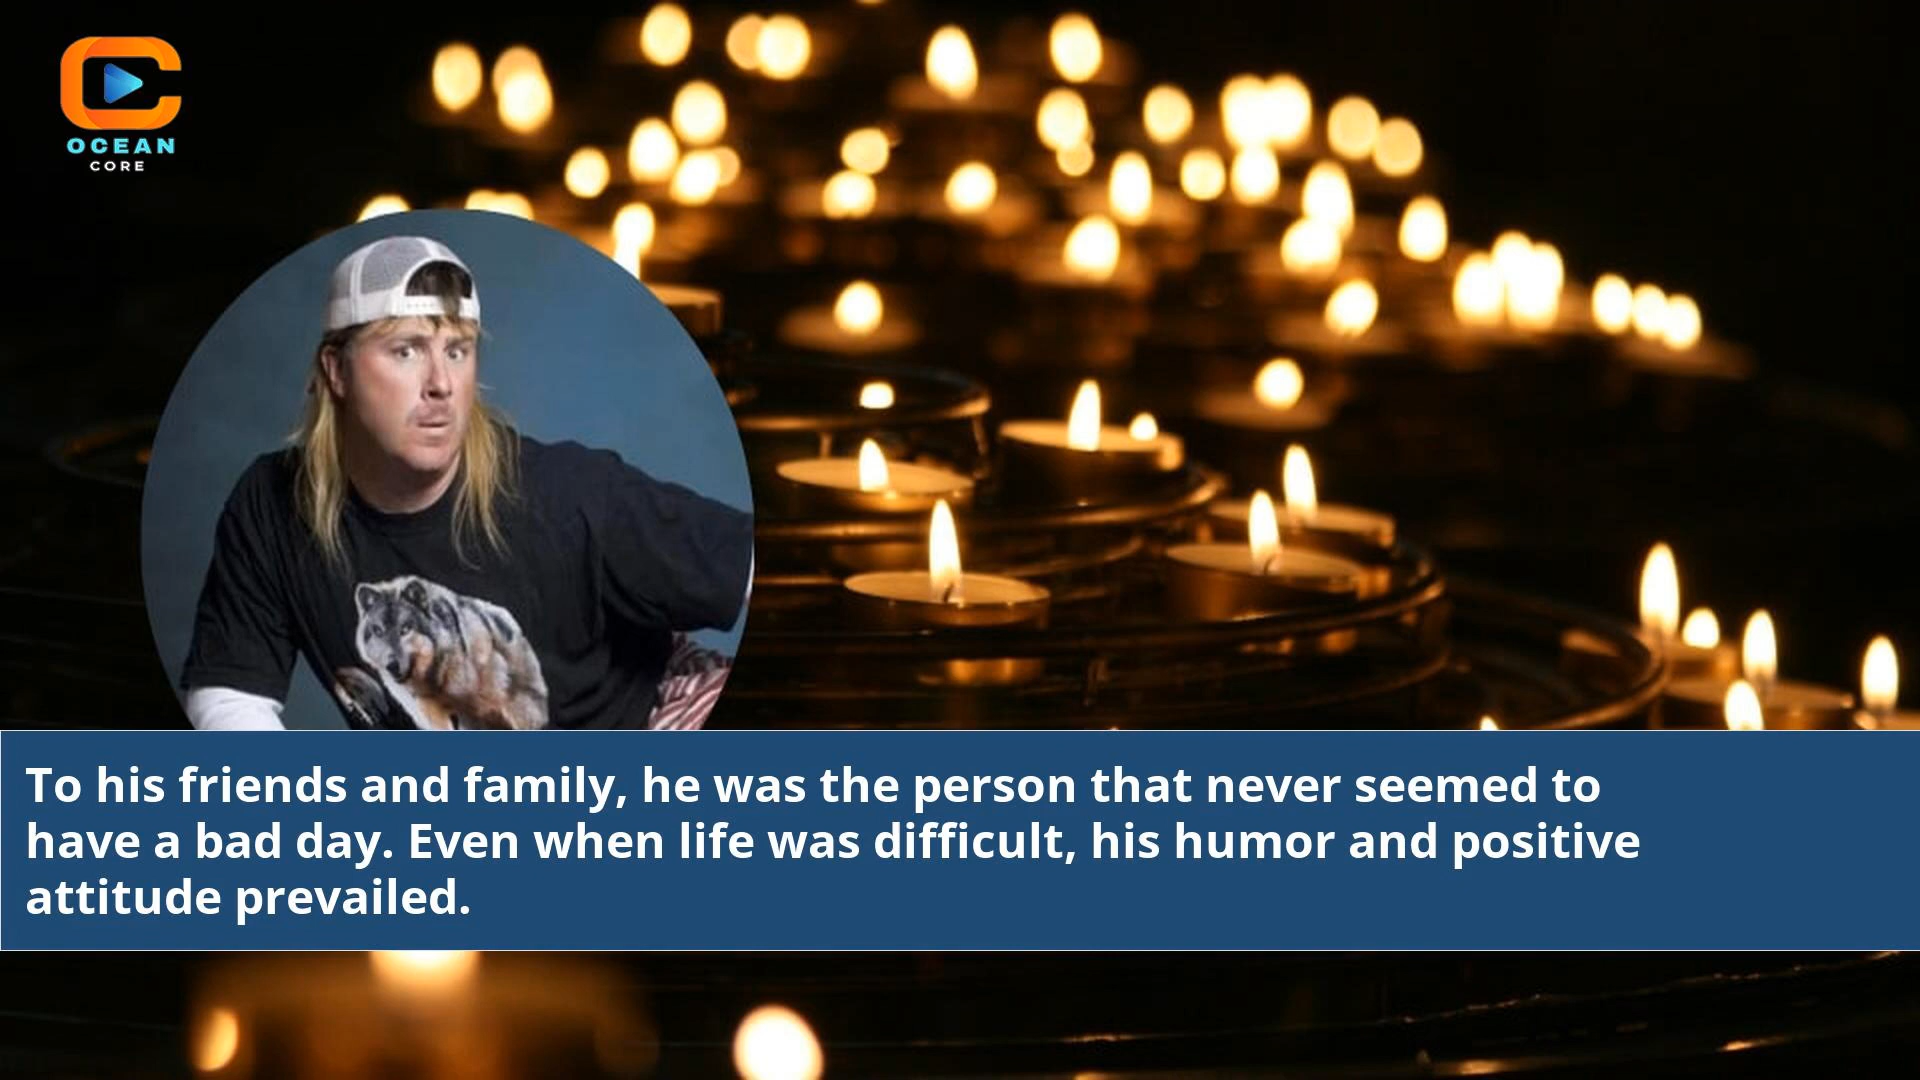 OCEAN
CORE
To his friends and family, he was the person that never seemed to
have a bad day. Even when life was difficult, his humor and positive
attitude prevailed.